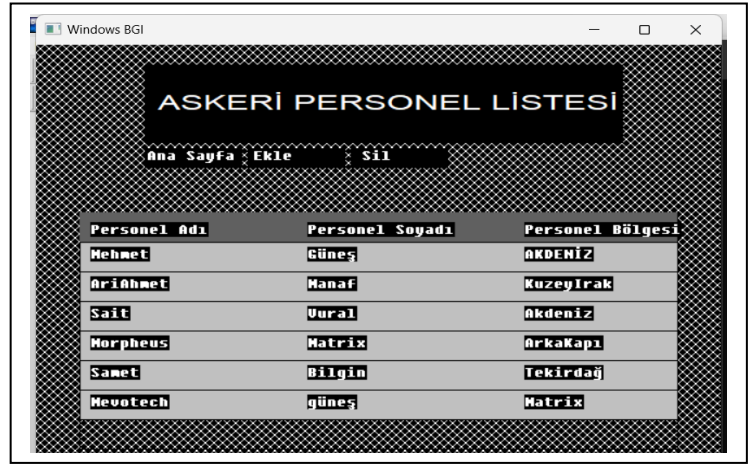 Windows BGI
ASKERİ PERSONEL LİSTESİ
Ana Sayfa Ekle Sil
Personel Adı Personel Soyadı Personel Bölgesi
Mehmet Güneş AKDENİZ
AriAhmet Manaf KuzeyIrak
Sait Vural Akdeniz
Morpheus Matrix ArkaKapı
Samet Bilgin Tekirdağ
Mevotech güneş Matrix